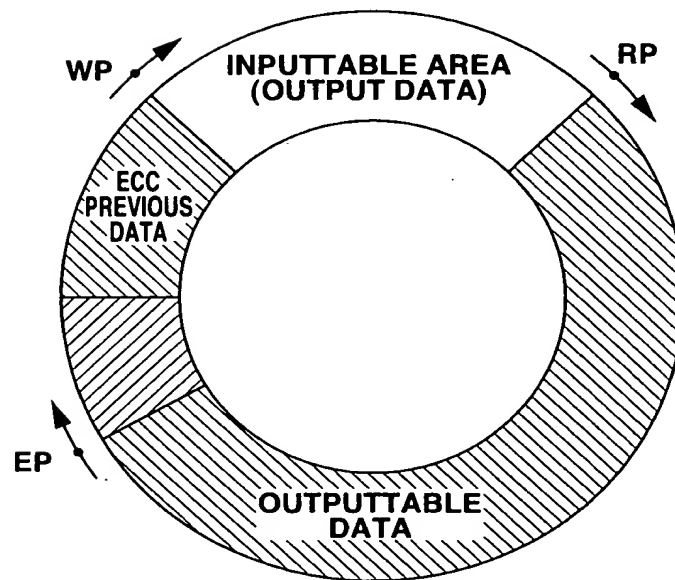 WP
INPUTTABLE AREA
(OUTPUT DATA)
RP
ECC
PREVIOUS
DATA
EP
OUTPUTTABLE
DATA